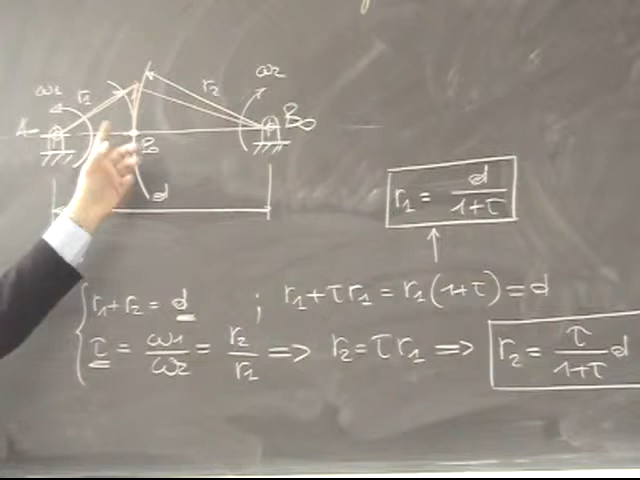 ω1 r1 r2 ω2
A B B0
d
r1 = d/(1+τ)
r1+r2 = d ; r1+τr1 = r1(1+τ) = d
τ = ω1/ω2 = r2/r1 => r2 = τr1 => r2 = τ/(1+τ) d